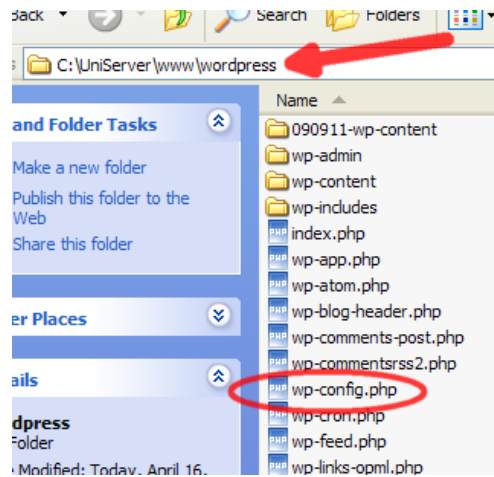 Back
Search
Folders
C:\UniServer\www\wordpress
Name
and Folder Tasks
Make a new folder
Publish this folder to the
Web
Share this folder
er Places
ails
dpress
Folder
Modified: Today, April 16,
090911-wp-content
wp-admin
wp-content
wp-includes
index.php
wp-app.php
wp-atom.php
wp-blog-header.php
wp-comments-post.php
wp-commentsrss2.php
wp-config.php
wp-cron.php
wp-feed.php
wp-links-opml.php